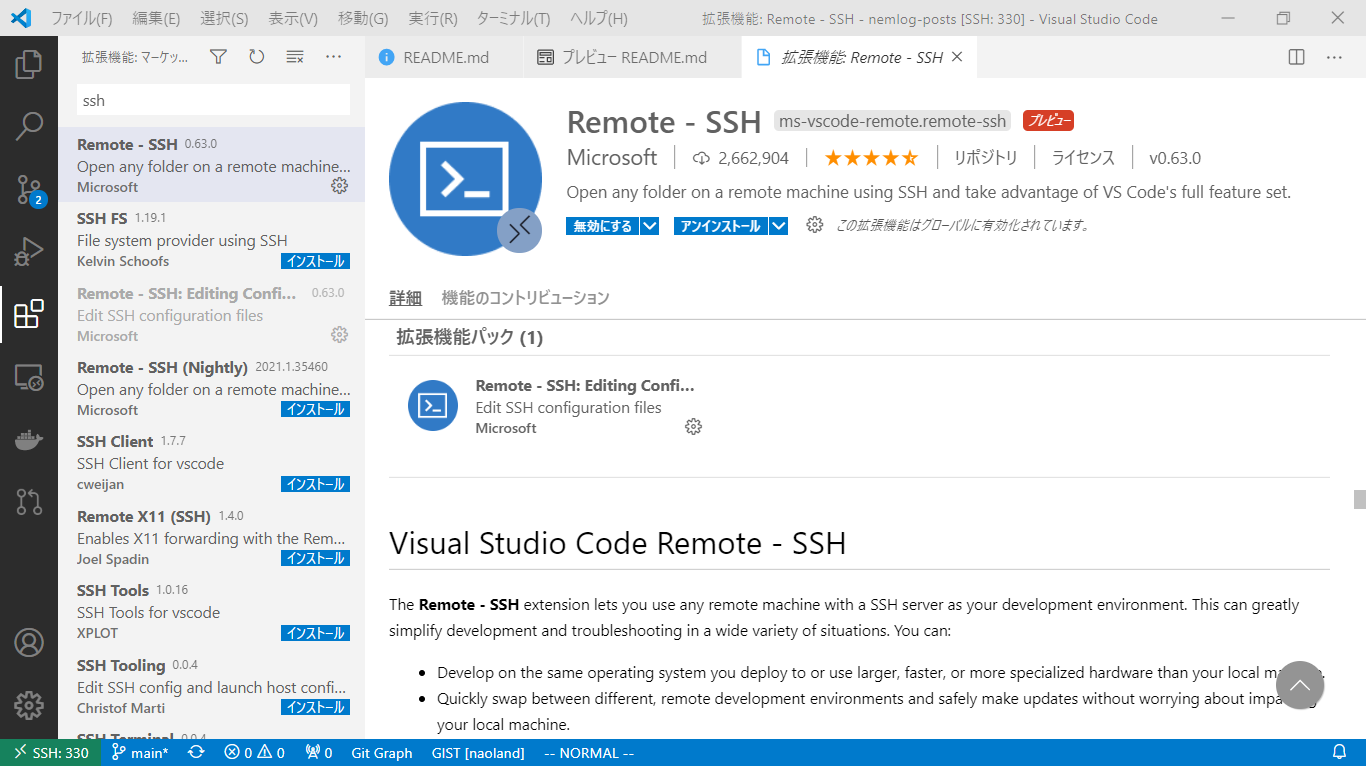 ファイル(F) 編集(E) 選択(S) 表示(V) 移動(G) 実行(R) ターミナル(T) ヘルプ(H) 拡張機能: Remote - SSH - nemlog-posts [SSH: 330] - Visual Studio Code
拡張機能: マーケッ...
README.md プレビュー README.md 拡張機能: Remote - SSH
ssh
Remote - SSH 0.63.0
Open any folder on a remote machine...
Microsoft
SSH FS 1.19.1
File system provider using SSH
Kelvin Schoofs インストール
Remote - SSH: Editing Confi... 0.63.0
Edit SSH configuration files
Microsoft
Remote - SSH (Nightly) 2021.1.35460
Open any folder on a remote machine...
Microsoft インストール
SSH Client 1.7.7
SSH Client for vscode
cweijan インストール
Remote X11 (SSH) 1.4.0
Enables X11 forwarding with the Rem...
Joel Spadin インストール
SSH Tools 1.0.16
SSH Tools for vscode
XPLOT インストール
SSH Tooling 0.0.4
Edit SSH config and launch host confi...
Christof Marti インストール
SSH Terminal 0.0.4
2
Remote - SSH ms-vscode-remote.remote-ssh プレビュー
Microsoft 2,662,904 リポジトリ ライセンス v0.63.0
Open any folder on a remote machine using SSH and take advantage of VS Code's full feature set.
無効にする アンインストール この拡張機能はグローバルに有効化されています。
詳細 機能のコントリビューション
拡張機能パック (1)
Remote - SSH: Editing Confi...
Edit SSH configuration files
Microsoft
Visual Studio Code Remote - SSH
The Remote - SSH extension lets you use any remote machine with a SSH server as your development environment. This can greatly
simplify development and troubleshooting in a wide variety of situations. You can:
• Develop on the same operating system you deploy to or use larger, faster, or more specialized hardware than your local
• Quickly swap between different, remote development environments and safely make updates without worrying about
your local machine.
SSH: 330 main* 0 0 0 Git Graph GIST [naoland] -- NORMAL --